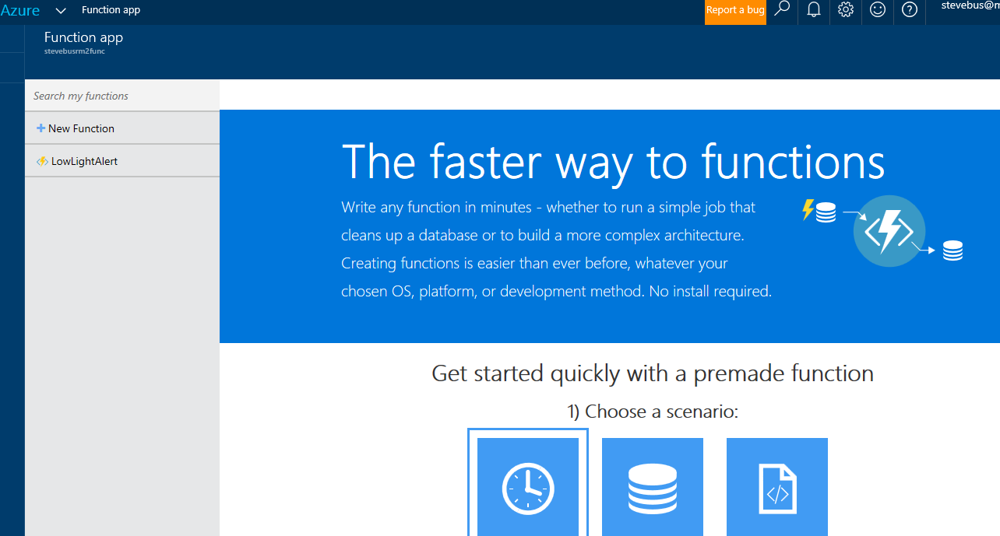 Azure Function app Report a bug stevebus@m
Function app
stevebusrm2func
Search my functions
New Function
LowLightAlert
The faster way to functions
Write any function in minutes - whether to run a simple job that
cleans up a database or to build a more complex architecture.
Creating functions is easier than ever before, whatever your
chosen OS, platform, or development method. No install required.
Get started quickly with a premade function
1) Choose a scenario: